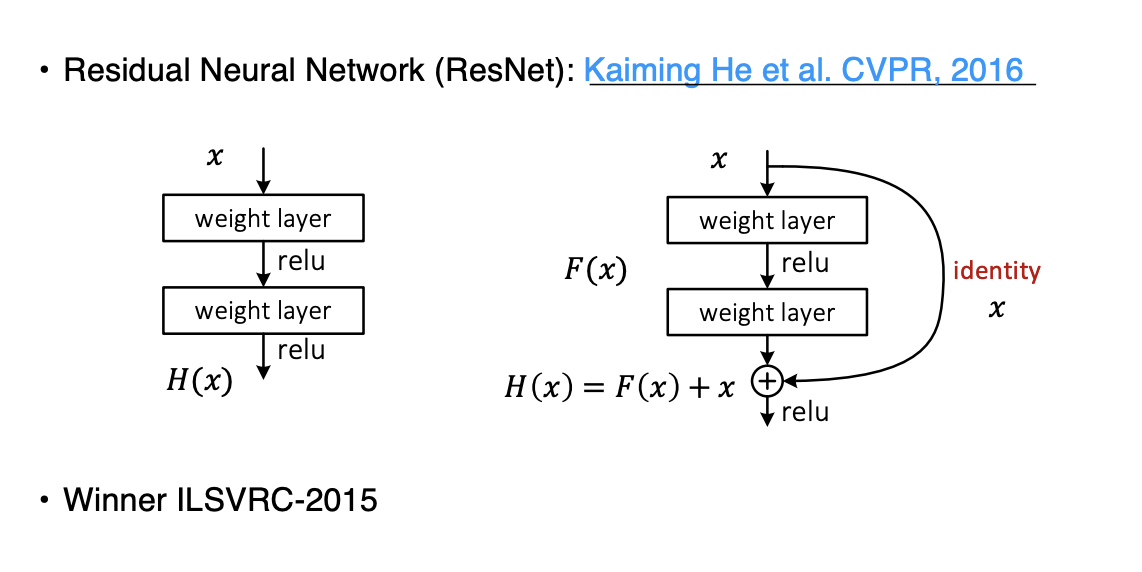 • Residual Neural Network (ResNet): Kaiming He et al. CVPR, 2016
x
weight layer
relu
weight layer
relu
H(x)
x
weight layer
F(x)
relu
identity
x
weight layer
H(x) = F(x) + x
+
relu
• Winner ILSVRC-2015